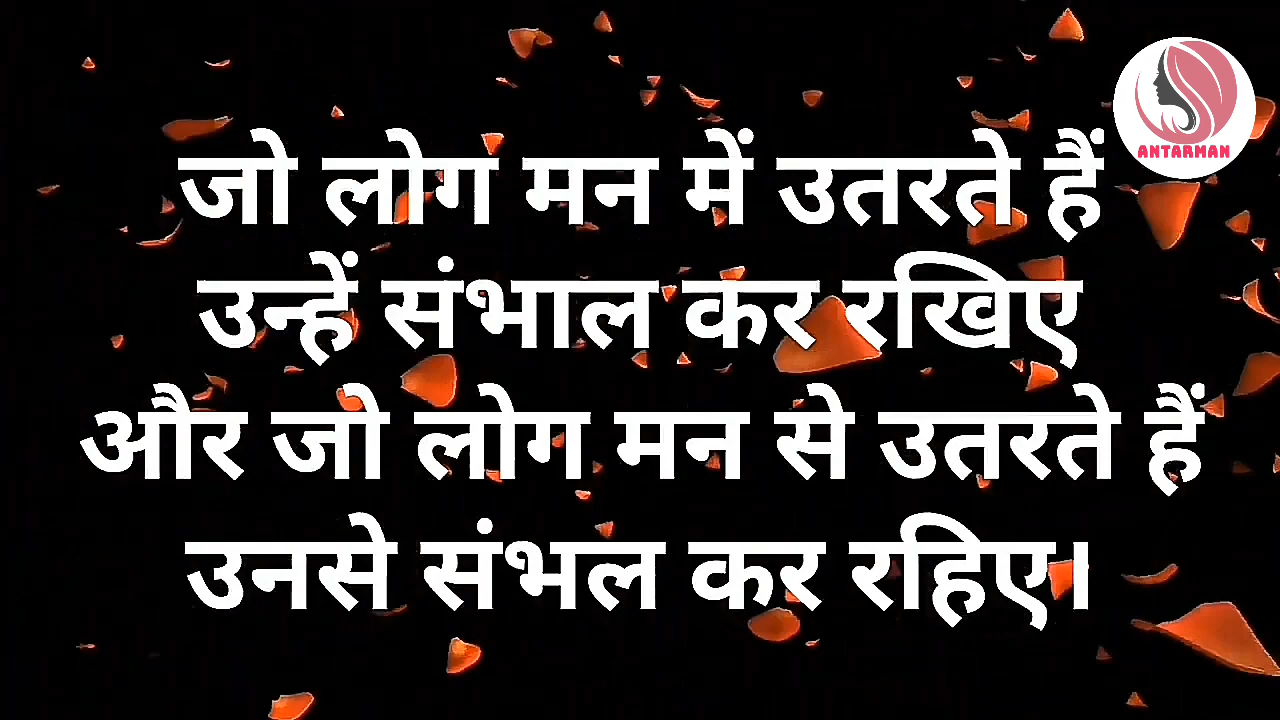 ANTARMAN
जो लोग मन में उतरते हैं
उन्हें संभाल कर रखिए
और जो लोग मन से उतरते हैं
उनसे संभल कर रहिए।